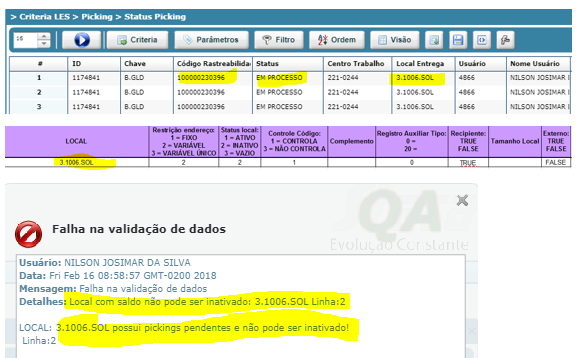 > Criteria LES > Picking > Status Picking
16 Criteria Parâmetros Filtro Ordem Visão
# ID Chave Código Rastreabilidad Status Centro Trabalho Local Entrega Usuário Nome Usuário
1 1174841 B.GLD 100000230396 EM PROCESSO 221-0244 3.1006.SOL 4866 NILSON JOSIMAR
2 1174841 B.GLD 100000230396 EM PROCESSO 221-0244 3.1006.SOL 4866 NILSON JOSIMAR
3 1174841 B.GLD 100000230396 EM PROCESSO 221-0244 3.1006.SOL 4866 NILSON JOSIMAR
LOCAL Restrição endereço: 1 = FIXO 2 = VARIÁVEL 3 = VARIÁVEL ÚNICO Status local: 1 = ATIVO 2 = INATIVO 3 = VAZIO Controle Código: 1 = CONTROLA 3 = NÃO CONTROLA Complemento Registro Auxiliar Tipo: 0 = 20 = Recipiente: TRUE FALSE Tamanho Local Externo: TRUE FALSE
3.1006.SOL 2 2 1 0 TRUE FALSE
QA
Evolução Constante
Falha na validação de dados
Usuário: NILSON JOSIMAR DA SILVA
Data: Fri Feb 16 08:58:57 GMT-0200 2018
Mensagem: Falha na validação de dados
Detalhes: Local com saldo não pode ser inativado: 3.1006.SOL Linha:2
LOCAL: 3.1006.SOL possui pickings pendentes e não pode ser inativado!
Linha:2